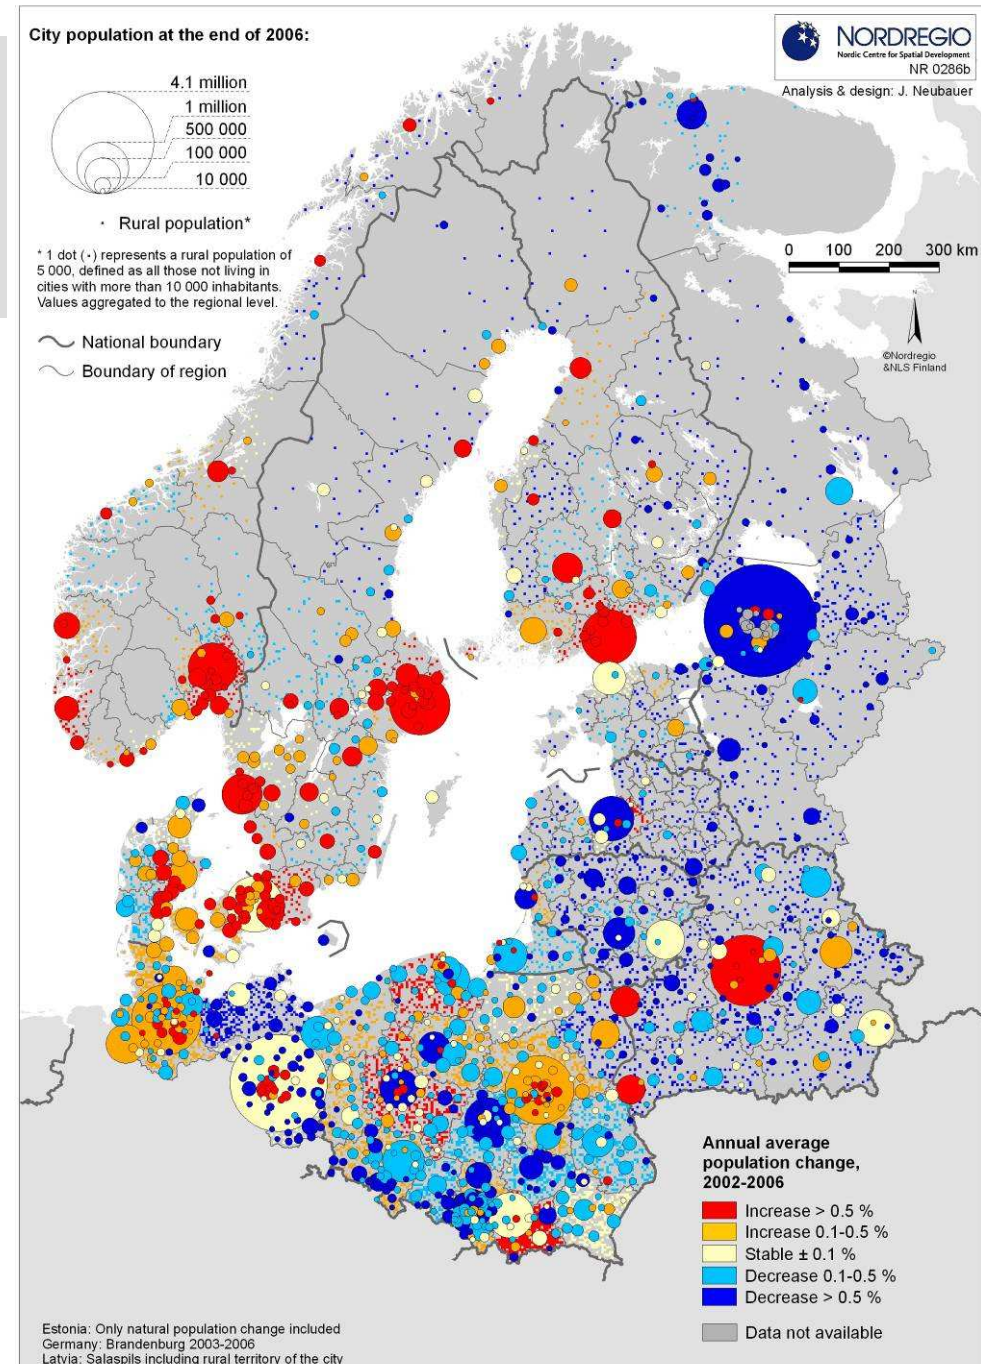 City population at the end of 2006:
4.1 million
1 million
500 000
100 000
10 000
Rural population*
* 1 dot (·) represents a rural population of
5 000, defined as all those not living in
cities with more than 10 000 inhabitants.
Values aggregated to the regional level.
National boundary
Boundary of region
NORDREGIO
Nordic Centre for Spatial Development
NR 0286b
Analysis & design: J. Neubauer
0 100 200 300 km
N
©Nordregio
&NLS Finland
Annual average
population change,
2002-2006
Increase > 0.5 %
Increase 0.1-0.5 %
Stable ± 0.1 %
Decrease 0.1-0.5 %
Decrease > 0.5 %
Data not available
Estonia: Only natural population change included
Germany: Brandenburg 2003-2006
Latvia: Salaspils including rural territory of the city